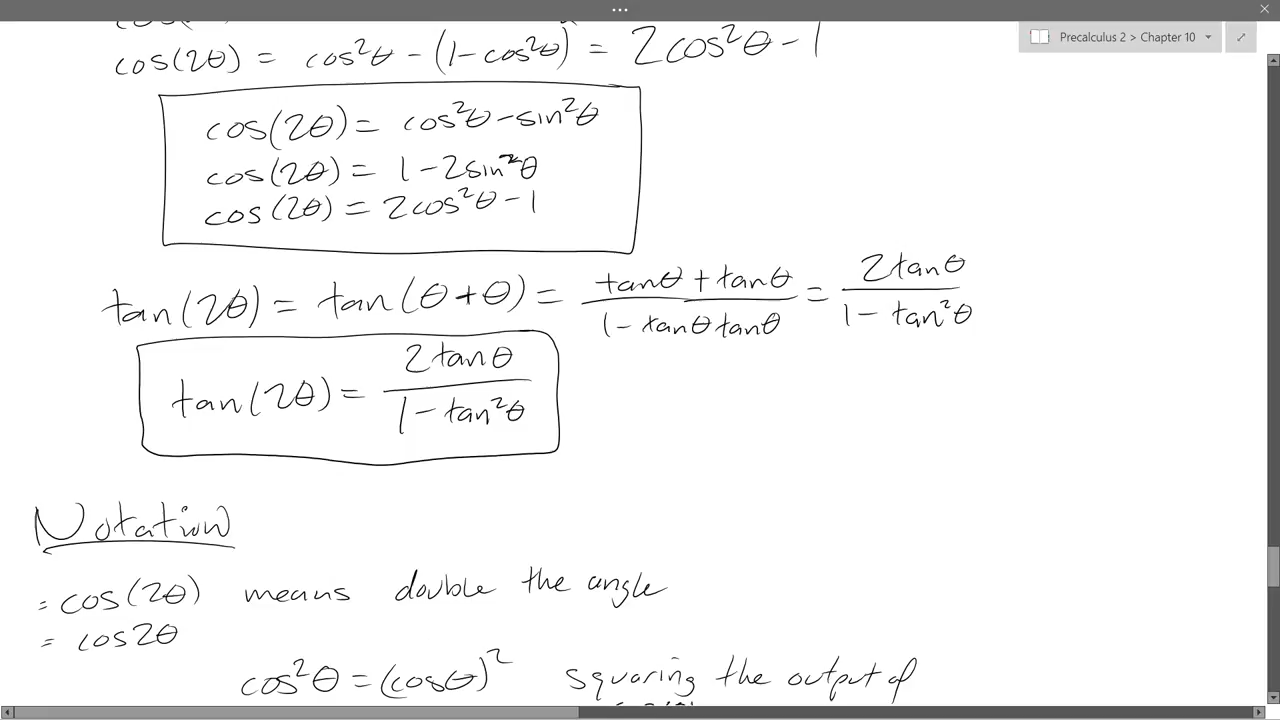 Precalculus 2 > Chapter 10
cos(2θ) = cos²θ - (1 - cos²θ) = 2cos²θ - 1
cos(2θ) = cos²θ - sin²θ
cos(2θ) = 1 - 2sin²θ
cos(2θ) = 2cos²θ - 1
tan(2θ) = tan(θ+θ) = (tanθ + tanθ)/(1 - tanθtanθ) = (2tanθ)/(1 - tan²θ)
tan(2θ) = (2tanθ)/(1 - tan²θ)
Notation
= cos(2θ) means double the angle
= cos2θ
cos²θ = (cosθ)² squaring the output of